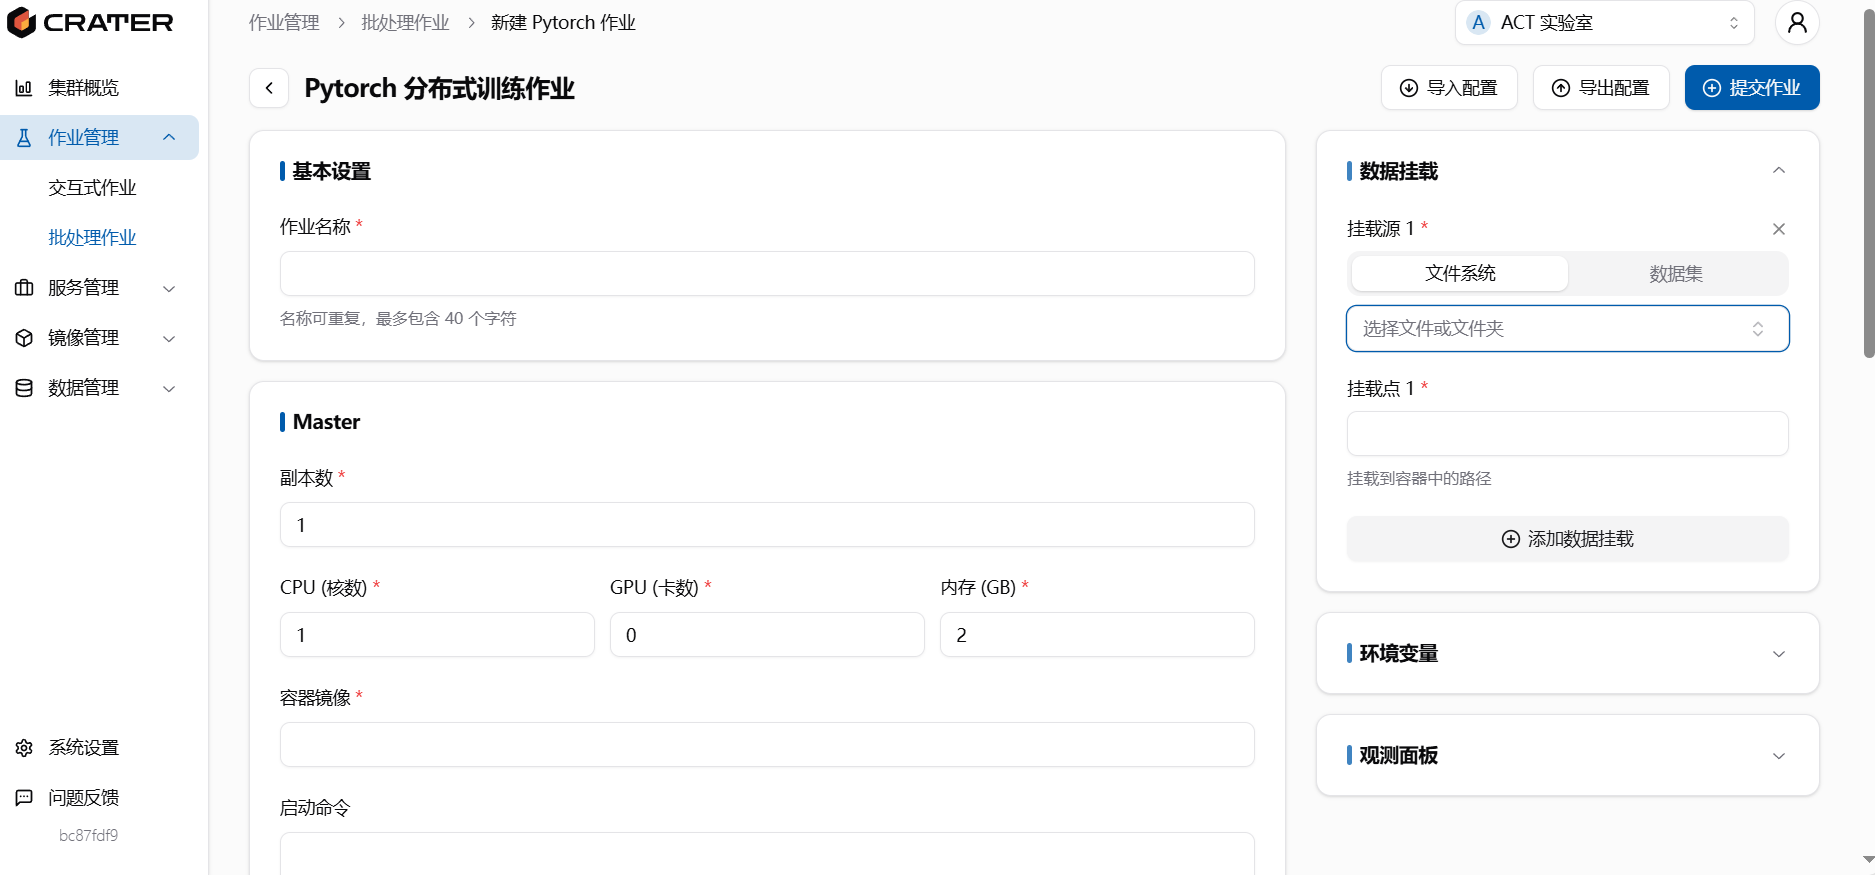 CRATER
作业管理 > 批处理作业 > 新建 Pytorch 作业
A ACT 实验室
集群概览
作业管理
交互式作业
批处理作业
服务管理
镜像管理
数据管理
系统设置
问题反馈
bc87fdf9
Pytorch 分布式训练作业
导入配置
导出配置
提交作业
基本设置
作业名称 *
名称可重复，最多包含 40 个字符
Master
副本数 *
1
CPU (核数) * GPU (卡数) * 内存 (GB) *
1 0 2
容器镜像 *
启动命令
数据挂载
挂载源 1 *
文件系统 数据集
选择文件或文件夹
挂载点 1 *
挂载到容器中的路径
添加数据挂载
环境变量
观测面板